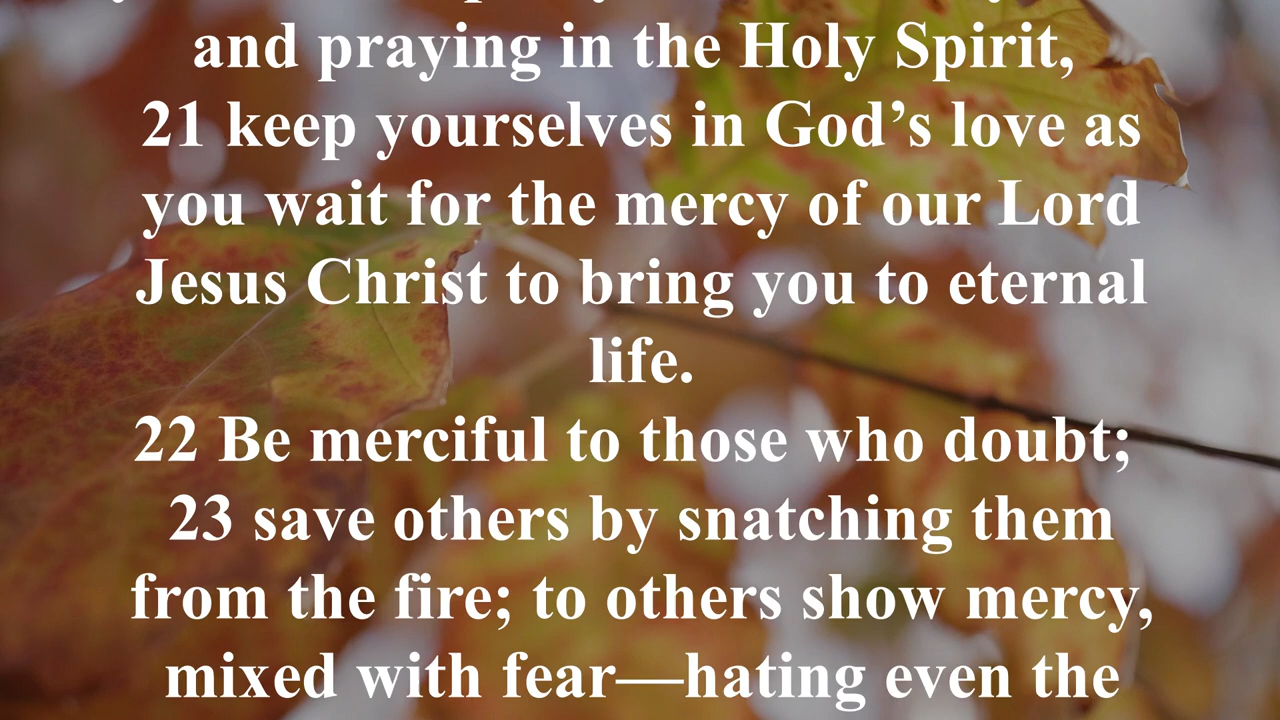 and praying in the Holy Spirit,
21 keep yourselves in God’s love as
you wait for the mercy of our Lord
Jesus Christ to bring you to eternal
life.
22 Be merciful to those who doubt;
23 save others by snatching them
from the fire; to others show mercy,
mixed with fear—hating even the